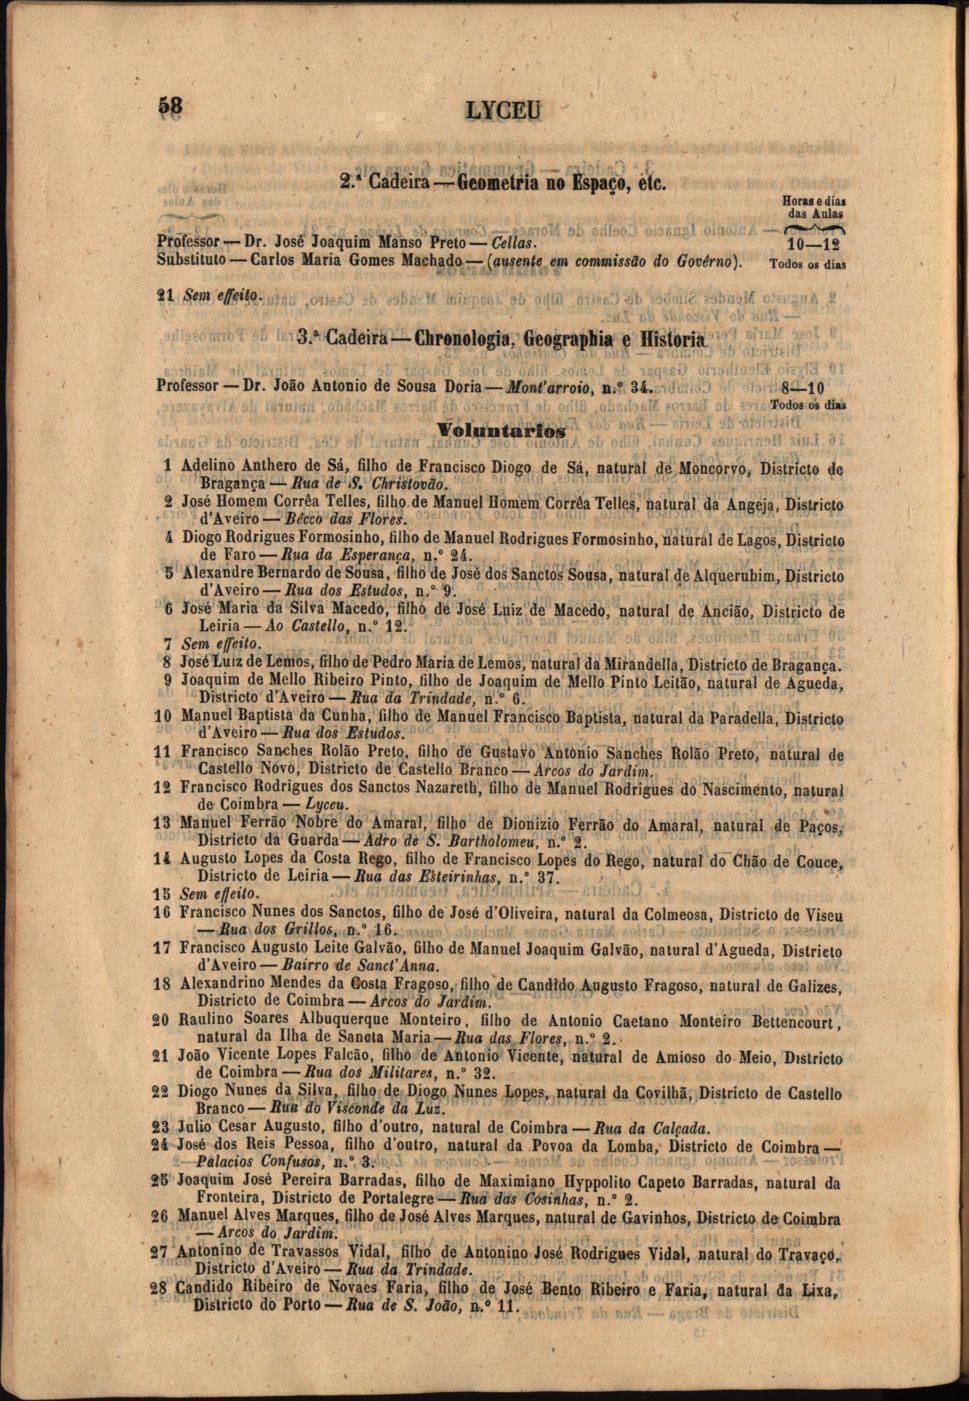 58
LYCEU
2.ª Cadeira — Geometria no Espaço, etc.
Horas e dias
das Aulas
Professor — Dr. José Joaquim Manso Preto — Cellas.
10—12
Substituto — Carlos Maria Gomes Machado — (ausente em commissão do Govêrno).
Todos os dias
21 Sem effeito.
3.ª Cadeira — Chronologia, Geographia e Historia
Professor — Dr. João Antonio de Sousa Doria — Mont'arroio, n.º 34.
8—10
Todos os dias
Voluntarios
1 Adelino Anthero de Sá, filho de Francisco Diogo de Sá, natural de Moncorvo, Districto de
Bragança — Rua de S. Christovão.
2 José Homem Corrêa Telles, filho de Manuel Homem Corrêa Telles, natural da Angeja, Districto
d'Aveiro — Bêcco das Flores.
4 Diogo Rodrigues Formosinho, filho de Manuel Rodrigues Formosinho, natural de Lagos, Districto
de Faro — Rua da Esperança, n.º 24.
5 Alexandre Bernardo de Sousa, filho de José dos Sanctos Sousa, natural de Alquerubim, Districto
d'Aveiro — Rua dos Estudos, n.º 9.
6 José Maria da Silva Macedo, filho de José Luiz de Macedo, natural de Ancião, Districto de
Leiria — Ao Castello, n.º 12.
7 Sem effeito.
8 José Luiz de Lemos, filho de Pedro Maria de Lemos, natural da Mirandella, Districto de Bragança.
9 Joaquim de Mello Ribeiro Pinto, filho de Joaquim de Mello Pinto Leitão, natural de Agueda,
Districto d'Aveiro — Rua da Trindade, n.º 6.
10 Manuel Baptista da Cunha, filho de Manuel Francisco Baptista, natural da Paradella, Districto
d'Aveiro — Rua dos Estudos.
11 Francisco Sanches Rolão Preto, filho de Gustavo Antonio Sanches Rolão Preto, natural de
Castello Novo, Districto de Castello Branco — Arcos do Jardim.
12 Francisco Rodrigues dos Sanctos Nazareth, filho de Manuel Rodrigues do Nascimento, natural
de Coimbra — Lyceu.
13 Manuel Ferrão Nobre do Amaral, filho de Dionizio Ferrão do Amaral, natural de Paços,
Districto da Guarda — Adro de S. Bartholomeu, n.º 2.
14 Augusto Lopes da Costa Rego, filho de Francisco Lopes do Rego, natural do Chão de Couce,
Districto de Leiria — Rua das Esteirinhas, n.º 37.
15 Sem effeito.
16 Francisco Nunes dos Sanctos, filho de José d'Oliveira, natural da Colmeosa, Districto de Viseu
— Rua dos Grillos, n.º 16.
17 Francisco Augusto Leite Galvão, filho de Manuel Joaquim Galvão, natural d'Agueda, Districto
d'Aveiro — Bairro de Sanct'Anna.
18 Alexandrino Mendes da Costa Fragoso, filho de Candido Augusto Fragoso, natural de Galizes,
Districto de Coimbra — Arcos do Jardim.
20 Raulino Soares Albuquerque Monteiro, filho de Antonio Caetano Monteiro Bettencourt,
natural da Ilha de Sancta Maria — Rua das Flores, n.º 2.
21 João Vicente Lopes Falcão, filho de Antonio Vicente, natural de Amioso do Meio, Districto
de Coimbra — Rua dos Militares, n.º 32.
22 Diogo Nunes da Silva, filho de Diogo Nunes Lopes, natural da Covilhã, Districto de Castello
Branco — Rua do Visconde da Luz.
23 Julio Cesar Augusto, filho d'outro, natural de Coimbra — Rua da Calçada.
24 José dos Reis Pessoa, filho d'outro, natural da Povoa da Lomba, Districto de Coimbra —
Palacios Confusos, n.º 3.
25 Joaquim José Pereira Barradas, filho de Maximiano Hyppolito Capeto Barradas, natural da
Fronteira, Districto de Portalegre — Rua das Cosinhas, n.º 2.
26 Manuel Alves Marques, filho de José Alves Marques, natural de Gavinhos, Districto de Coimbra
— Arcos do Jardim.
27 Antonino de Travassos Vidal, filho de Antonino José Rodrigues Vidal, natural do Travaço,
Districto d'Aveiro — Rua da Trindade.
28 Candido Ribeiro de Novaes Faria, filho de José Bento Ribeiro e Faria, natural da Lixa,
Districto do Porto — Rua de S. João, n.º 11.